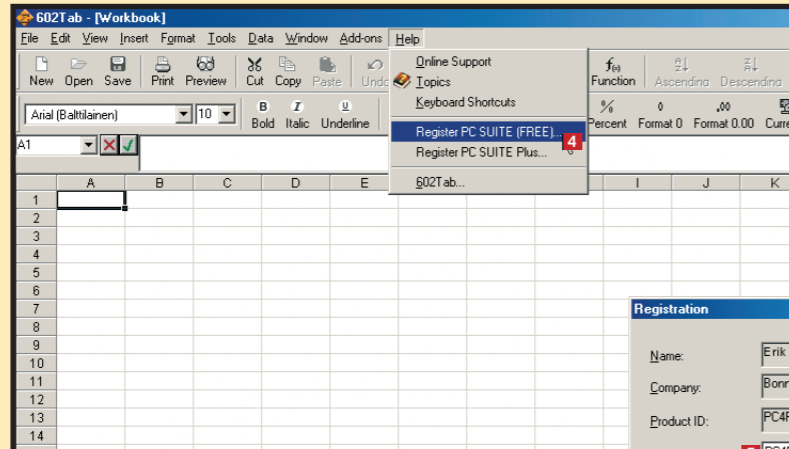 602Tab - [Workbook]
File Edit View Insert Format Tools Data Window Add-ons Help
New Open Save Print Preview Cut Copy Paste Undo Function Ascending Descending
Online Support
Topics
Keyboard Shortcuts
Register PC SUITE (FREE)...
4
Register PC SUITE Plus...
602Tab...
Arial (Balttilainen) 10 Bold Italic Underline Percent Format 0 Format 0.00
A1
A B C D E I J K
1
2
3
4
5
6
7
8
9
10
11
12
13
14
Registration
Name: Erik
Company:
Product ID: